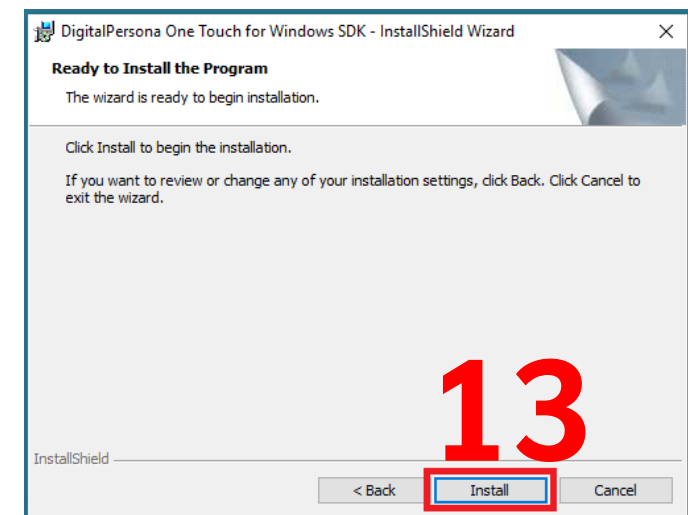 DigitalPersona One Touch for Windows SDK - InstallShield Wizard
Ready to Install the Program
The wizard is ready to begin installation.
Click Install to begin the installation.
If you want to review or change any of your installation settings, click Back. Click Cancel to
exit the wizard.
13
InstallShield
< Back Install Cancel